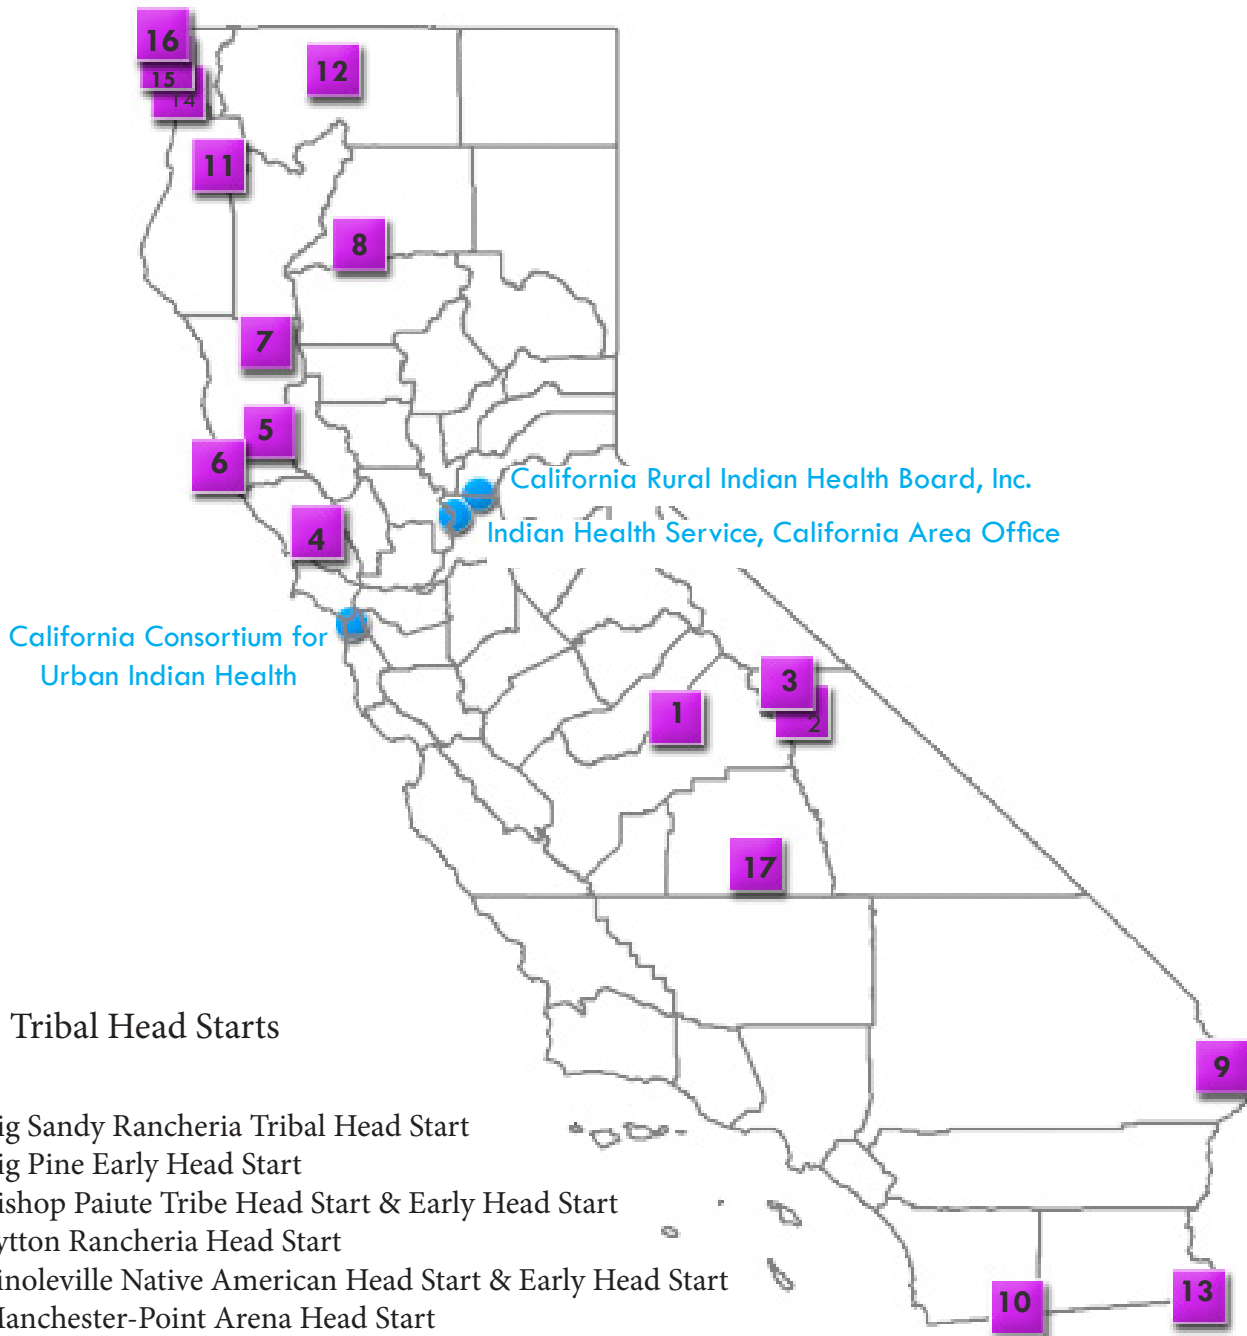 16
15
14
12
11
8
7
5
6
4
California Rural Indian Health Board, Inc.
Indian Health Service, California Area Office
California Consortium for
Urban Indian Health
3
2
1
17
9
10
13
Tribal Head Starts
ig Sandy Rancheria Tribal Head Start
ig Pine Early Head Start
ishop Paiute Tribe Head Start & Early Head Start
ytton Rancheria Head Start
inoleville Native American Head Start & Early Head Start
Manchester-Point Arena Head Start